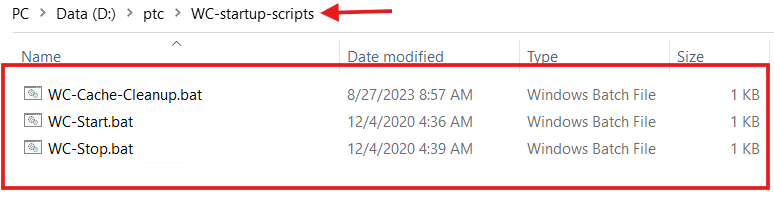 PC > Data (D:) > ptc > WC-startup-scripts
Name Date modified Type Size
WC-Cache-Cleanup.bat 8/27/2023 8:57 AM Windows Batch File 1 KB
WC-Start.bat 12/4/2020 4:36 AM Windows Batch File 1 KB
WC-Stop.bat 12/4/2020 4:39 AM Windows Batch File 1 KB